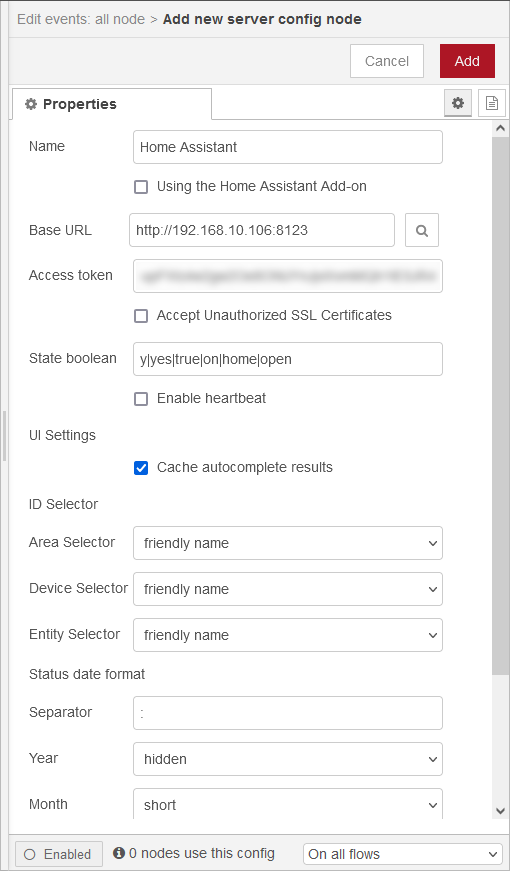 Edit events: all node > Add new server config node
Cancel
Add
Properties
Name
Home Assistant
Using the Home Assistant Add-on
Base URL
http://192.168.10.106:8123
Access token
Accept Unauthorized SSL Certificates
State boolean
y|yes|true|on|home|open
Enable heartbeat
UI Settings
Cache autocomplete results
ID Selector
Area Selector
friendly name
Device Selector
friendly name
Entity Selector
friendly name
Status date format
Separator
:
Year
hidden
Month
short
Enabled
0 nodes use this config
On all flows